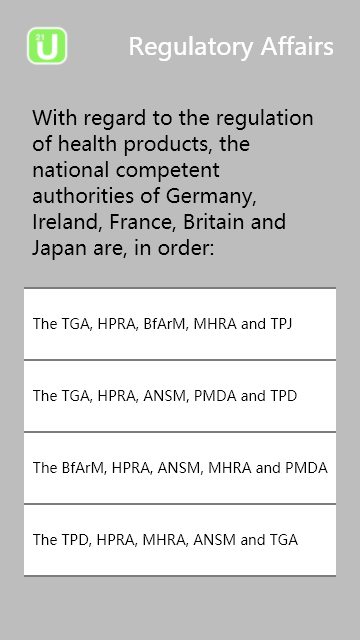 21
U
Regulatory Affairs
With regard to the regulation
of health products, the
national competent
authorities of Germany,
Ireland, France, Britain and
Japan are, in order:
The TGA, HPRA, BfArM, MHRA and TPJ
The TGA, HPRA, ANSM, PMDA and TPD
The BfArM, HPRA, ANSM, MHRA and PMDA
The TPD, HPRA, MHRA, ANSM and TGA